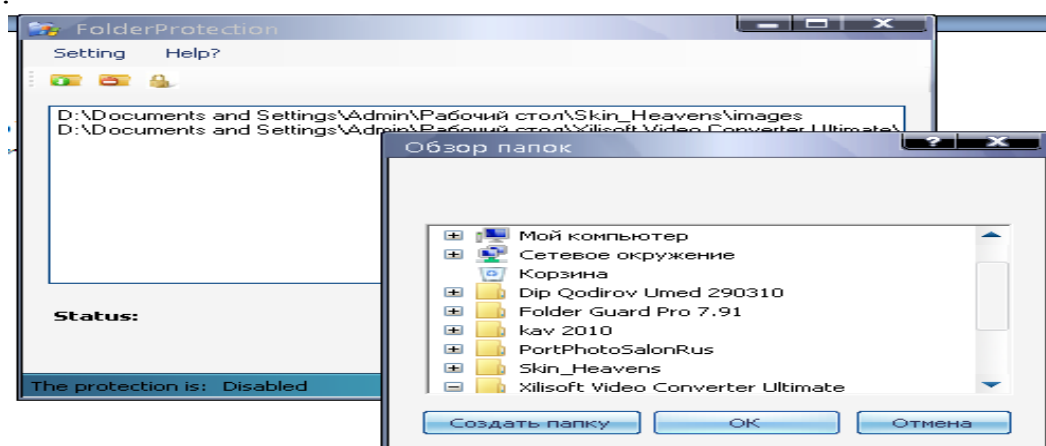 FolderProtection
Setting Help?
D:\Documents and Settings\Admin\Рабочий стол\Skin_Heavens\images
D:\Documents and Settings\Admin\Рабочий стол\Xilisoft Video Converter Ultimate\
Обзор папок
Мой компьютер
Сетевое окружение
Корзина
Dip Qodirov Umed 290310
Folder Guard Pro 7.91
kav 2010
PortPhotoSalonRus
Skin_Heavens
Xilisoft Video Converter Ultimate
Status:
The protection is: Disabled
Создать папку OK Отмена